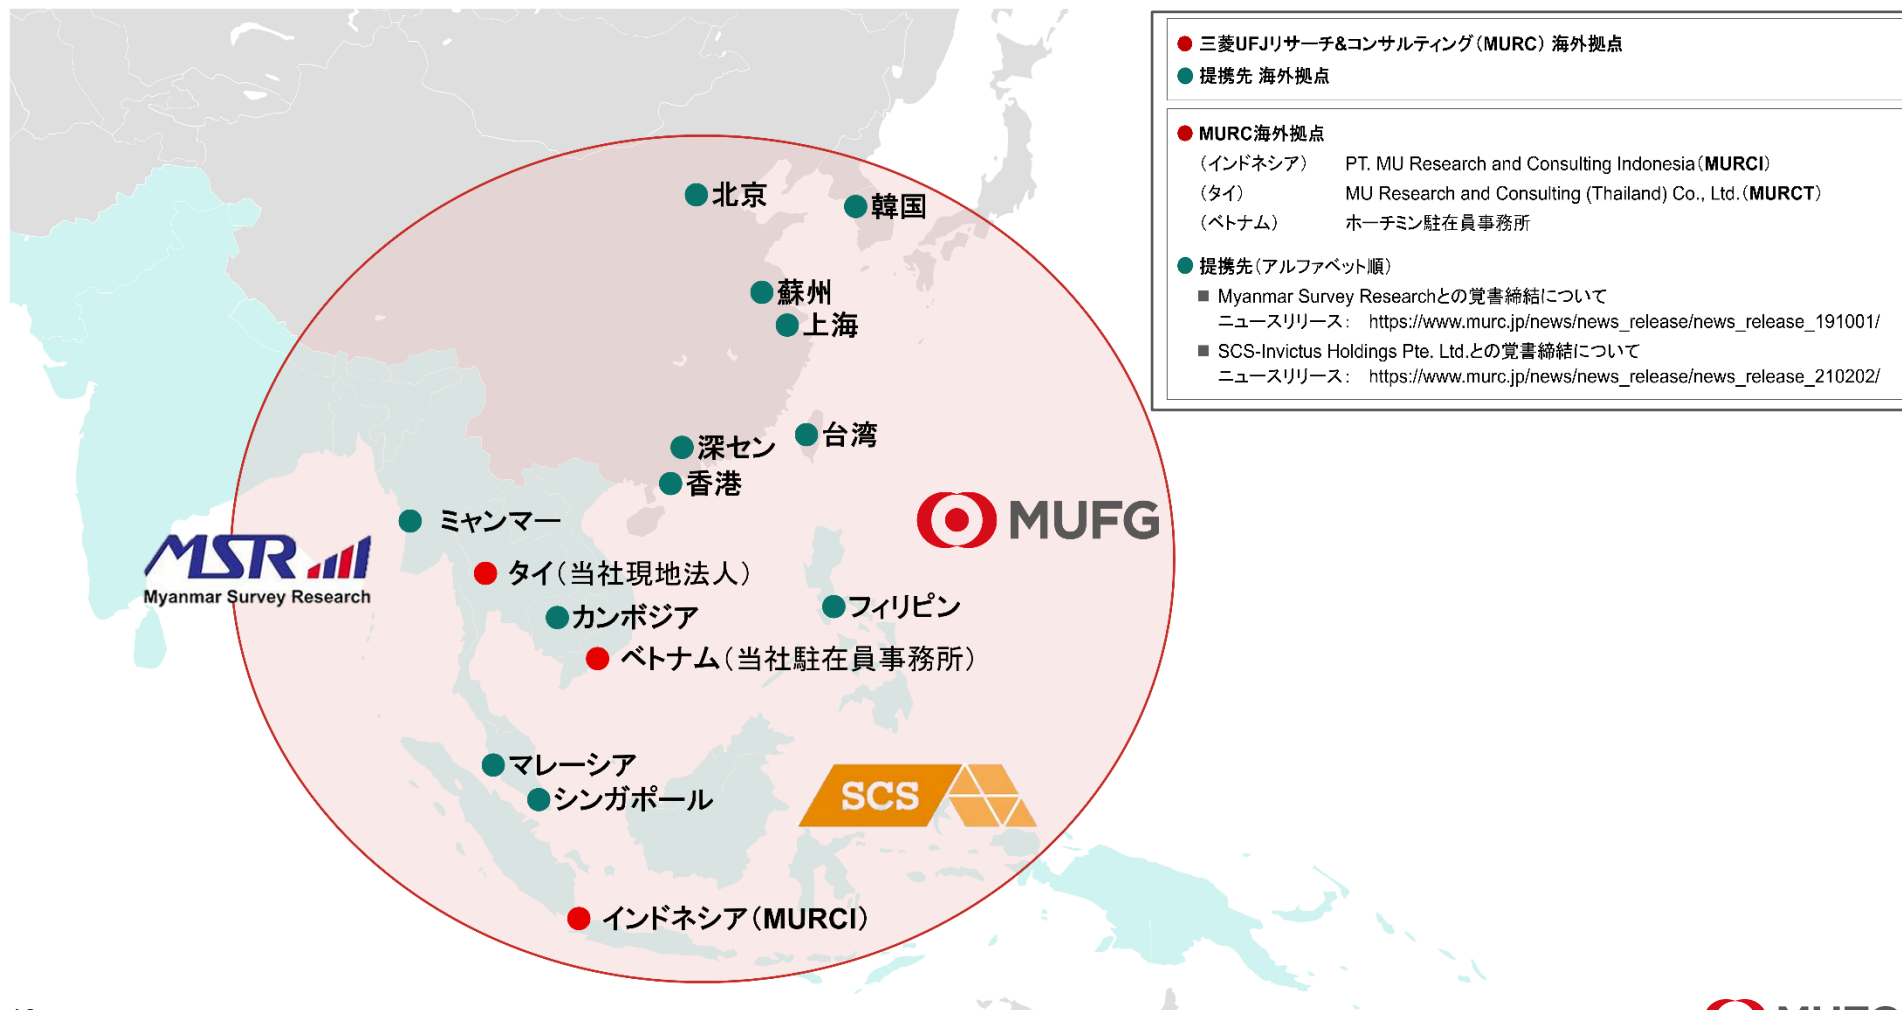 ● 三菱UFJリサーチ&コンサルティング（MURC） 海外拠点
● 提携先 海外拠点
● MURC海外拠点
（インドネシア） PT. MU Research and Consulting Indonesia（MURCI）
（タイ） MU Research and Consulting (Thailand) Co., Ltd.（MURCT）
（ベトナム） ホーチミン駐在員事務所
● 提携先（アルファベット順）
■ Myanmar Survey Researchとの覚書締結について
ニュースリリース： https://www.murc.jp/news/news_release/news_release_191001/
■ SCS-Invictus Holdings Pte. Ltd.との覚書締結について
ニュースリリース： https://www.murc.jp/news/news_release/news_release_210202/
北京
韓国
蘇州
上海
台湾
深セン
香港
MUFG
ミャンマー
MSR
Myanmar Survey Research
タイ（当社現地法人）
カンボジア
フィリピン
ベトナム（当社駐在員事務所）
マレーシア
シンガポール
SCS
インドネシア（MURCI）
MUFG